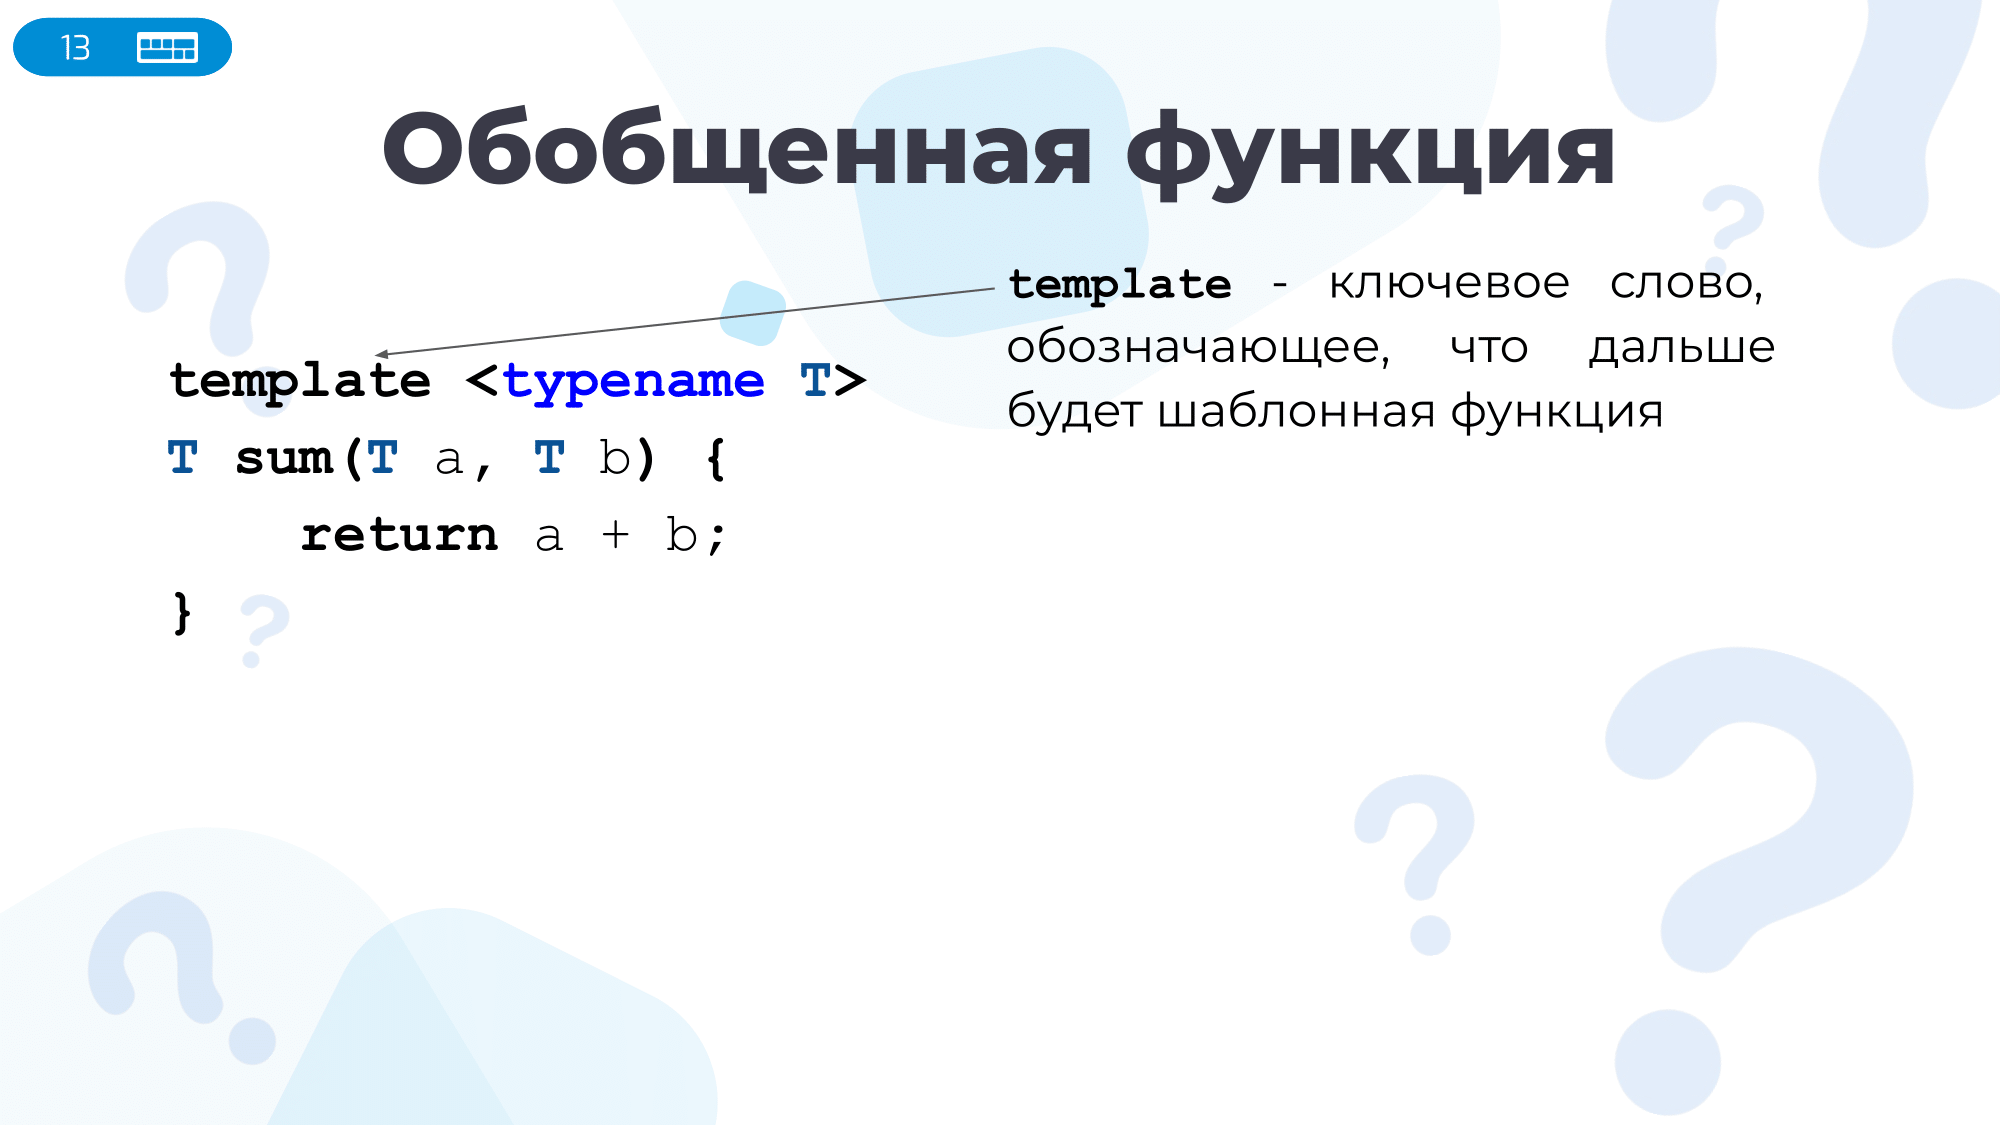 13
Обобщенная функция
template <typename T>
T sum(T a, T b) {
    return a + b;
}
template - ключевое слово,
обозначающее, что дальше
будет шаблонная функция